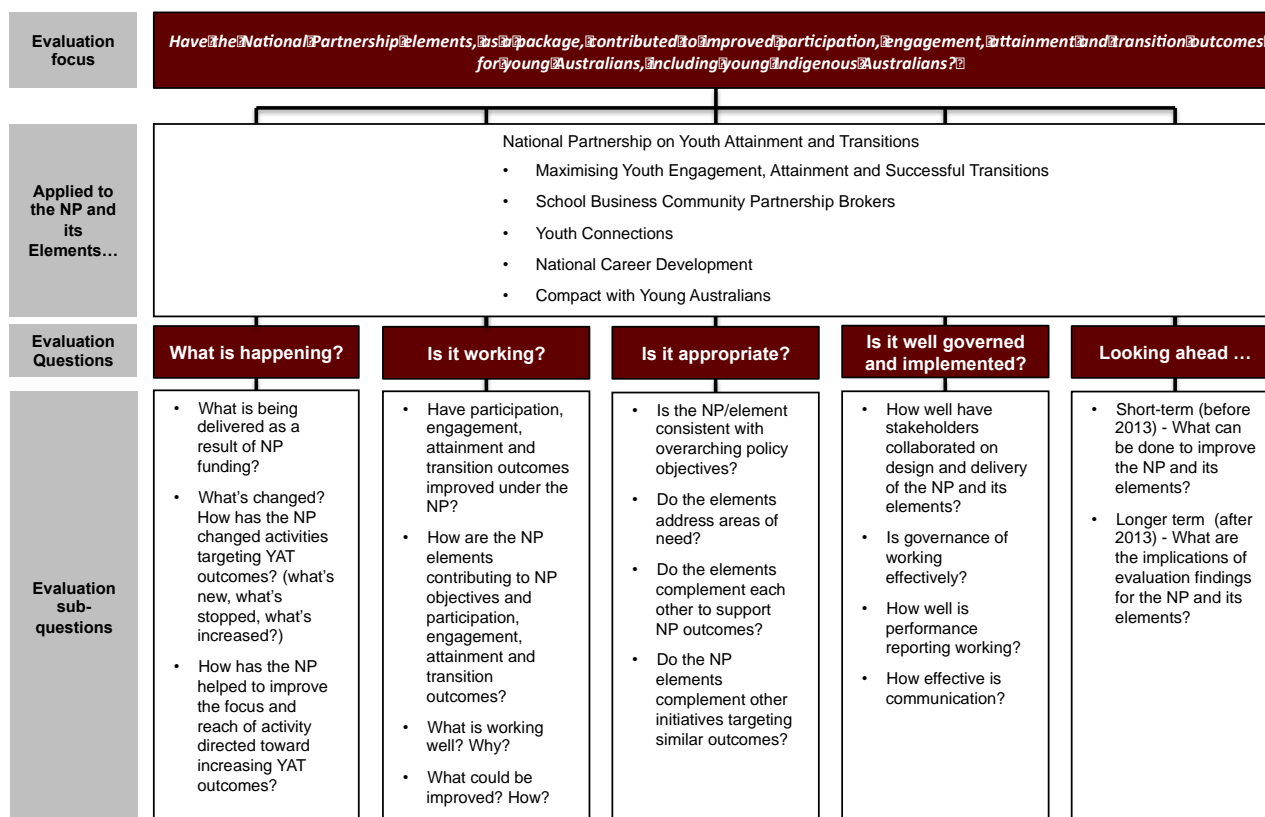 Evaluation
focus
Have the National Partnership elements, as a package, contributed to improved participation, engagement, attainment and transition outcomes
for young Australians, including young Indigenous Australians?
Applied to
the NP and
its
Elements…
National Partnership on Youth Attainment and Transitions
• Maximising Youth Engagement, Attainment and Successful Transitions
• School Business Community Partnership Brokers
• Youth Connections
• National Career Development
• Compact with Young Australians
Evaluation
Questions
What is happening?
Is it working?
Is it appropriate?
Is it well governed
and implemented?
Looking ahead …
Evaluation
sub-
questions
• What is being
delivered as a
result of NP
funding?
• What's changed?
How has the NP
changed activities
targeting YAT
outcomes? (what's
new, what's
stopped, what's
increased?)
• How has the NP
helped to improve
the focus and
reach of activity
directed toward
increasing YAT
outcomes?
• Have participation,
engagement,
attainment and
transition outcomes
improved under the
NP?
• How are the NP
elements
contributing to NP
objectives and
participation,
engagement,
attainment and
transition
outcomes?
• What is working
well? Why?
• What could be
improved? How?
• Is the NP/element
consistent with
overarching policy
objectives?
• Do the elements
address areas of
need?
• Do the elements
complement each
other to support
NP outcomes?
• Do the NP
elements
complement other
initiatives targeting
similar outcomes?
• How well have
stakeholders
collaborated on
design and delivery
of the NP and its
elements?
• Is governance of
working
effectively?
• How well is
performance
reporting working?
• How effective is
communication?
• Short-term (before
2013) - What can
be done to improve
the NP and its
elements?
• Longer term (after
2013) - What are
the implications of
evaluation findings
for the NP and its
elements?